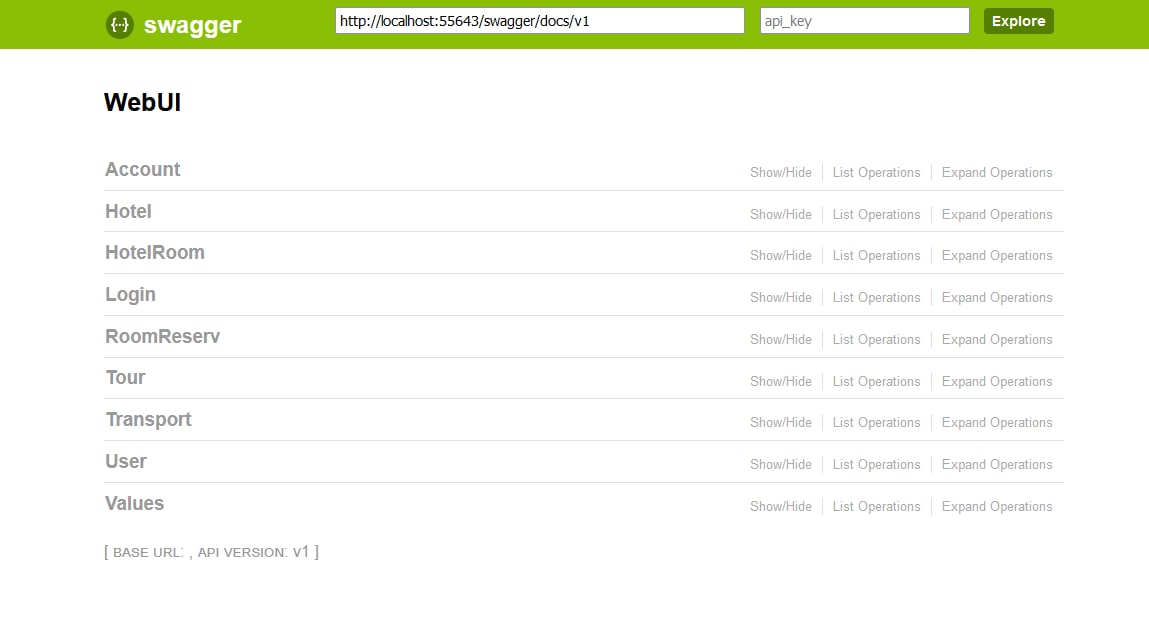 {···} swagger http://localhost:55643/swagger/docs/v1 api_key Explore
WebUI
Account Show/Hide List Operations Expand Operations
Hotel Show/Hide List Operations Expand Operations
HotelRoom Show/Hide List Operations Expand Operations
Login Show/Hide List Operations Expand Operations
RoomReserv Show/Hide List Operations Expand Operations
Tour Show/Hide List Operations Expand Operations
Transport Show/Hide List Operations Expand Operations
User Show/Hide List Operations Expand Operations
Values Show/Hide List Operations Expand Operations
[ BASE URL: , API VERSION: v1 ]